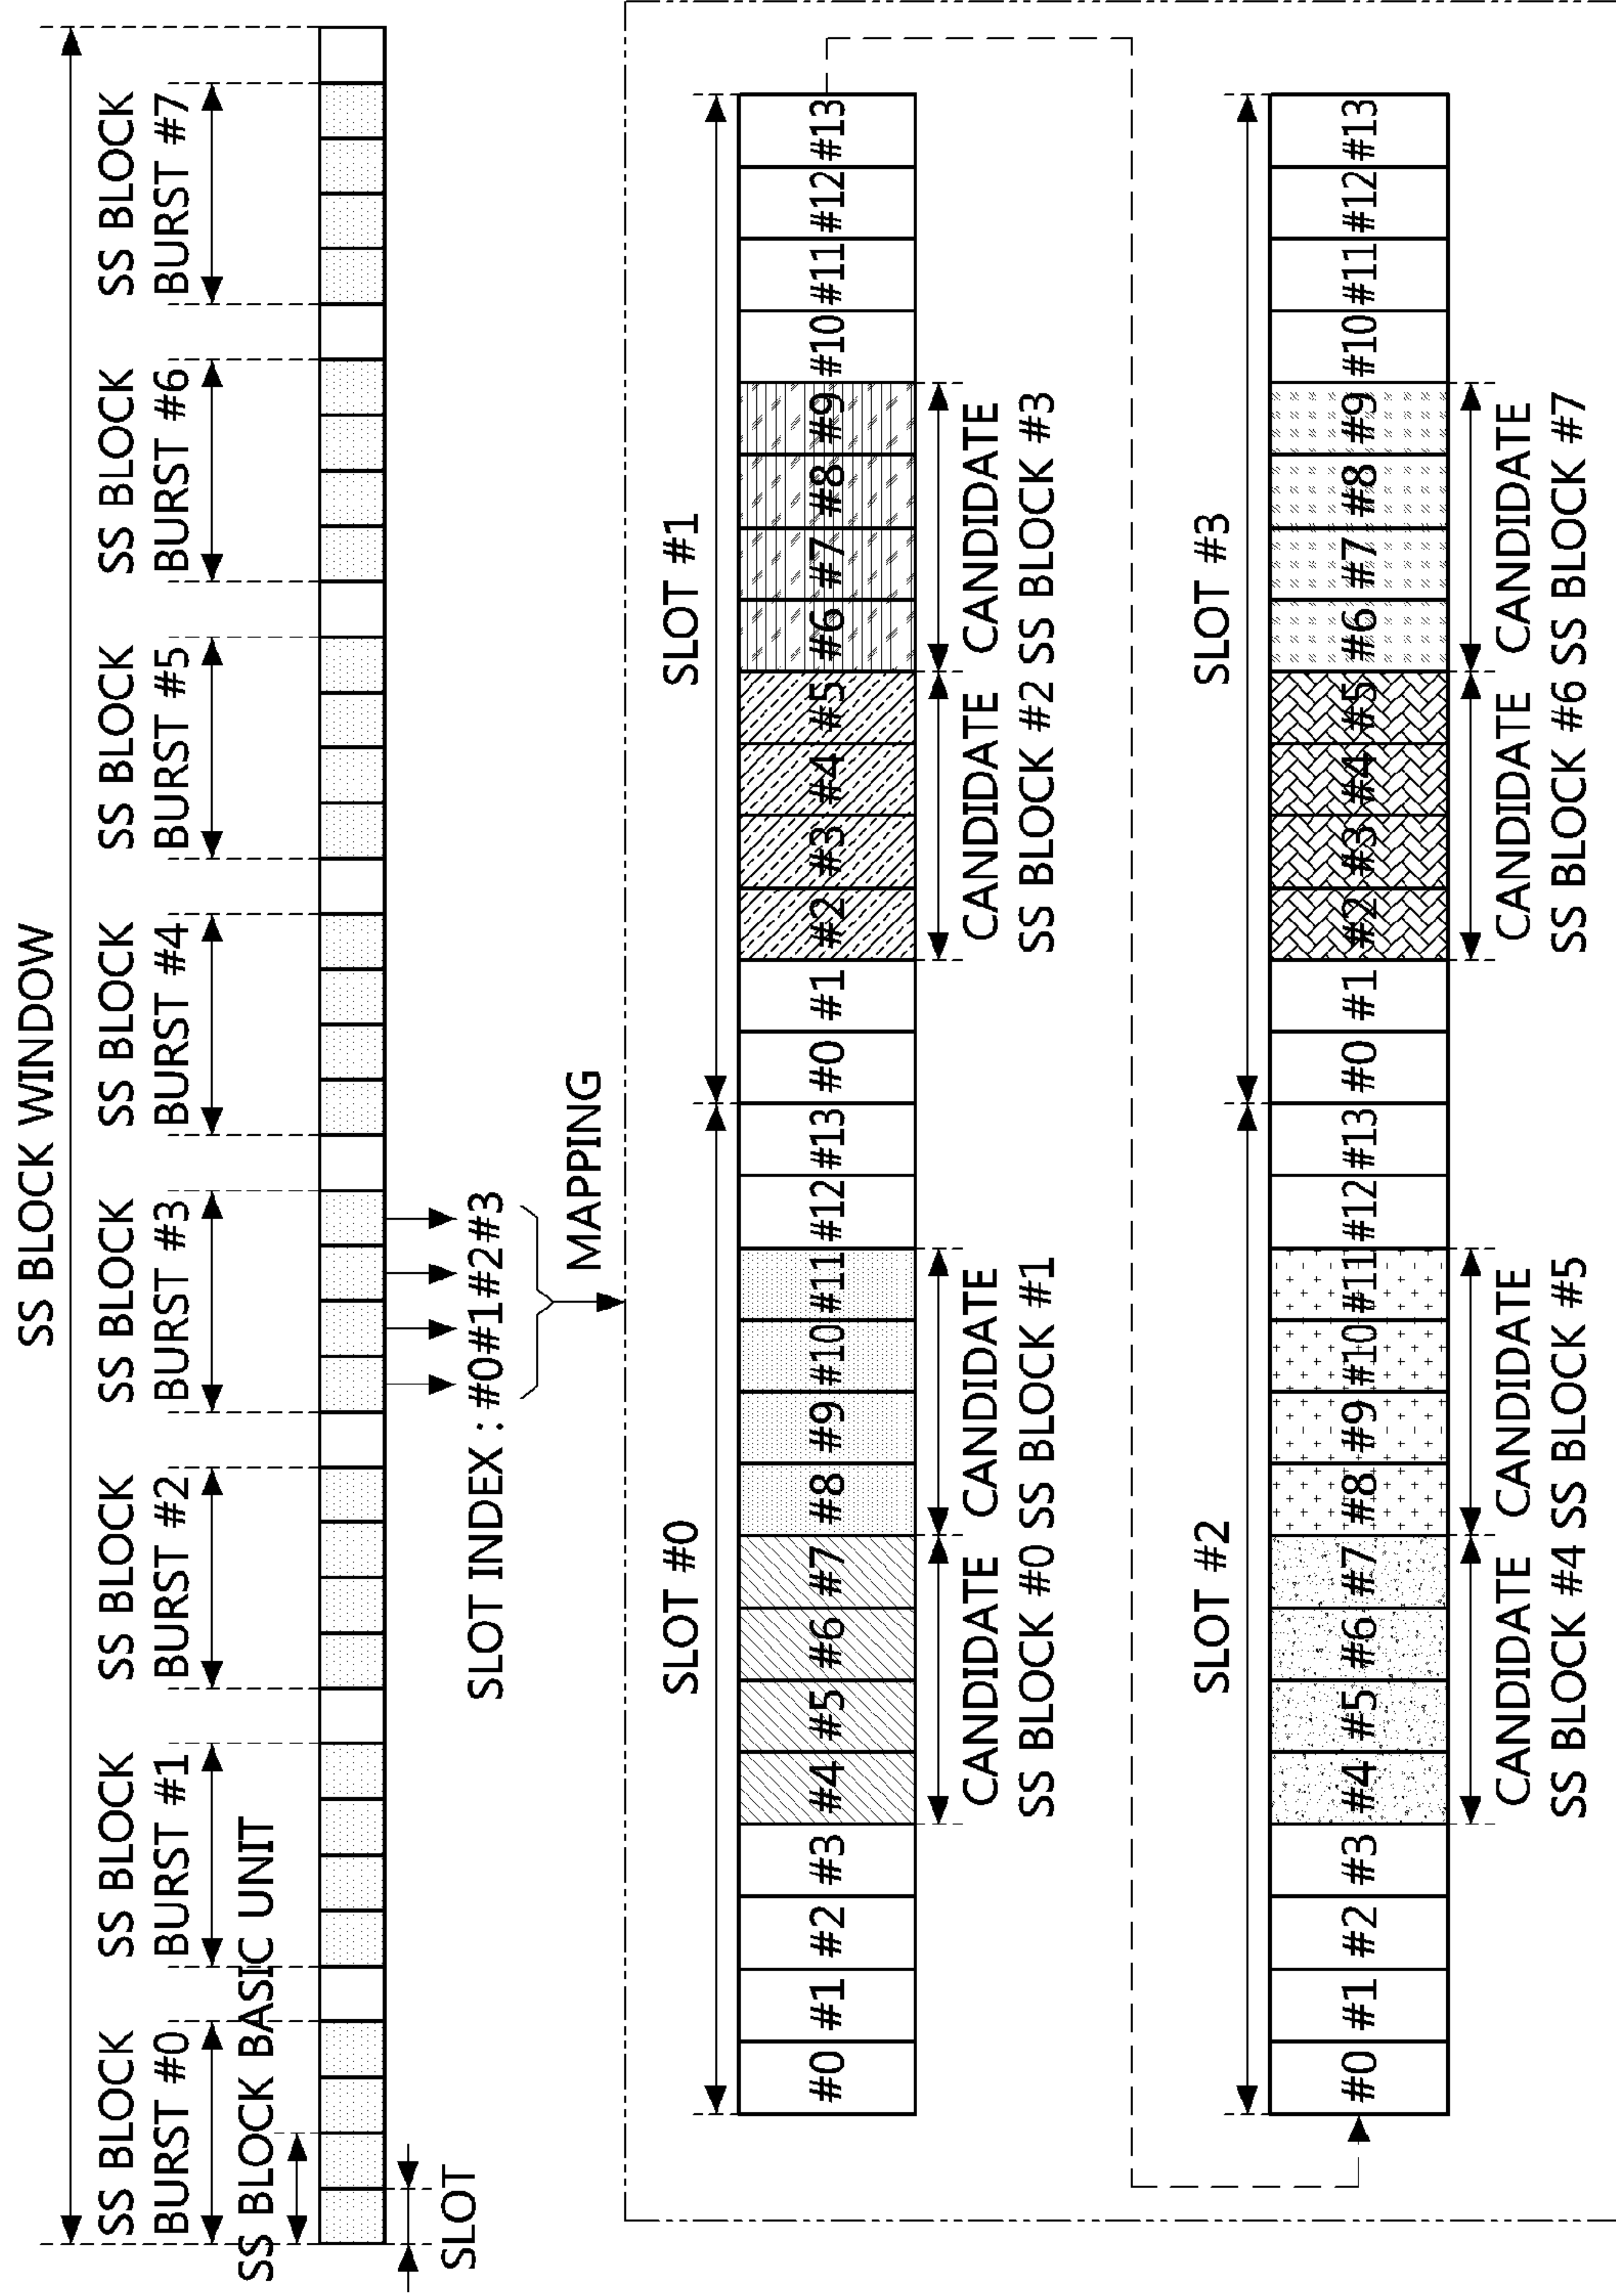 SS BLOCK WINDOW
SS BLOCK BURST #0
SS BLOCK BURST #1
SS BLOCK BURST #2
SS BLOCK BURST #3
SS BLOCK BURST #4
SS BLOCK BURST #5
SS BLOCK BURST #6
SS BLOCK BURST #7
SS BLOCK BASIC UNIT
SLOT
SLOT INDEX : #0#1#2#3
MAPPING
SLOT #0
SLOT #1
#0 #1 #2 #3 #4 #5 #6 #7 #8 #9 #10 #11 #12 #13 #0 #1 #2 #3 #4 #5 #6 #7 #8 #9 #10 #11 #12 #13
CANDIDATE SS BLOCK #0
CANDIDATE SS BLOCK #1
CANDIDATE SS BLOCK #2
CANDIDATE SS BLOCK #3
SLOT #2
SLOT #3
#0 #1 #2 #3 #4 #5 #6 #7 #8 #9 #10 #11 #12 #13 #0 #1 #2 #3 #4 #5 #6 #7 #8 #9 #10 #11 #12 #13
CANDIDATE SS BLOCK #4
CANDIDATE SS BLOCK #5
CANDIDATE SS BLOCK #6
CANDIDATE SS BLOCK #7